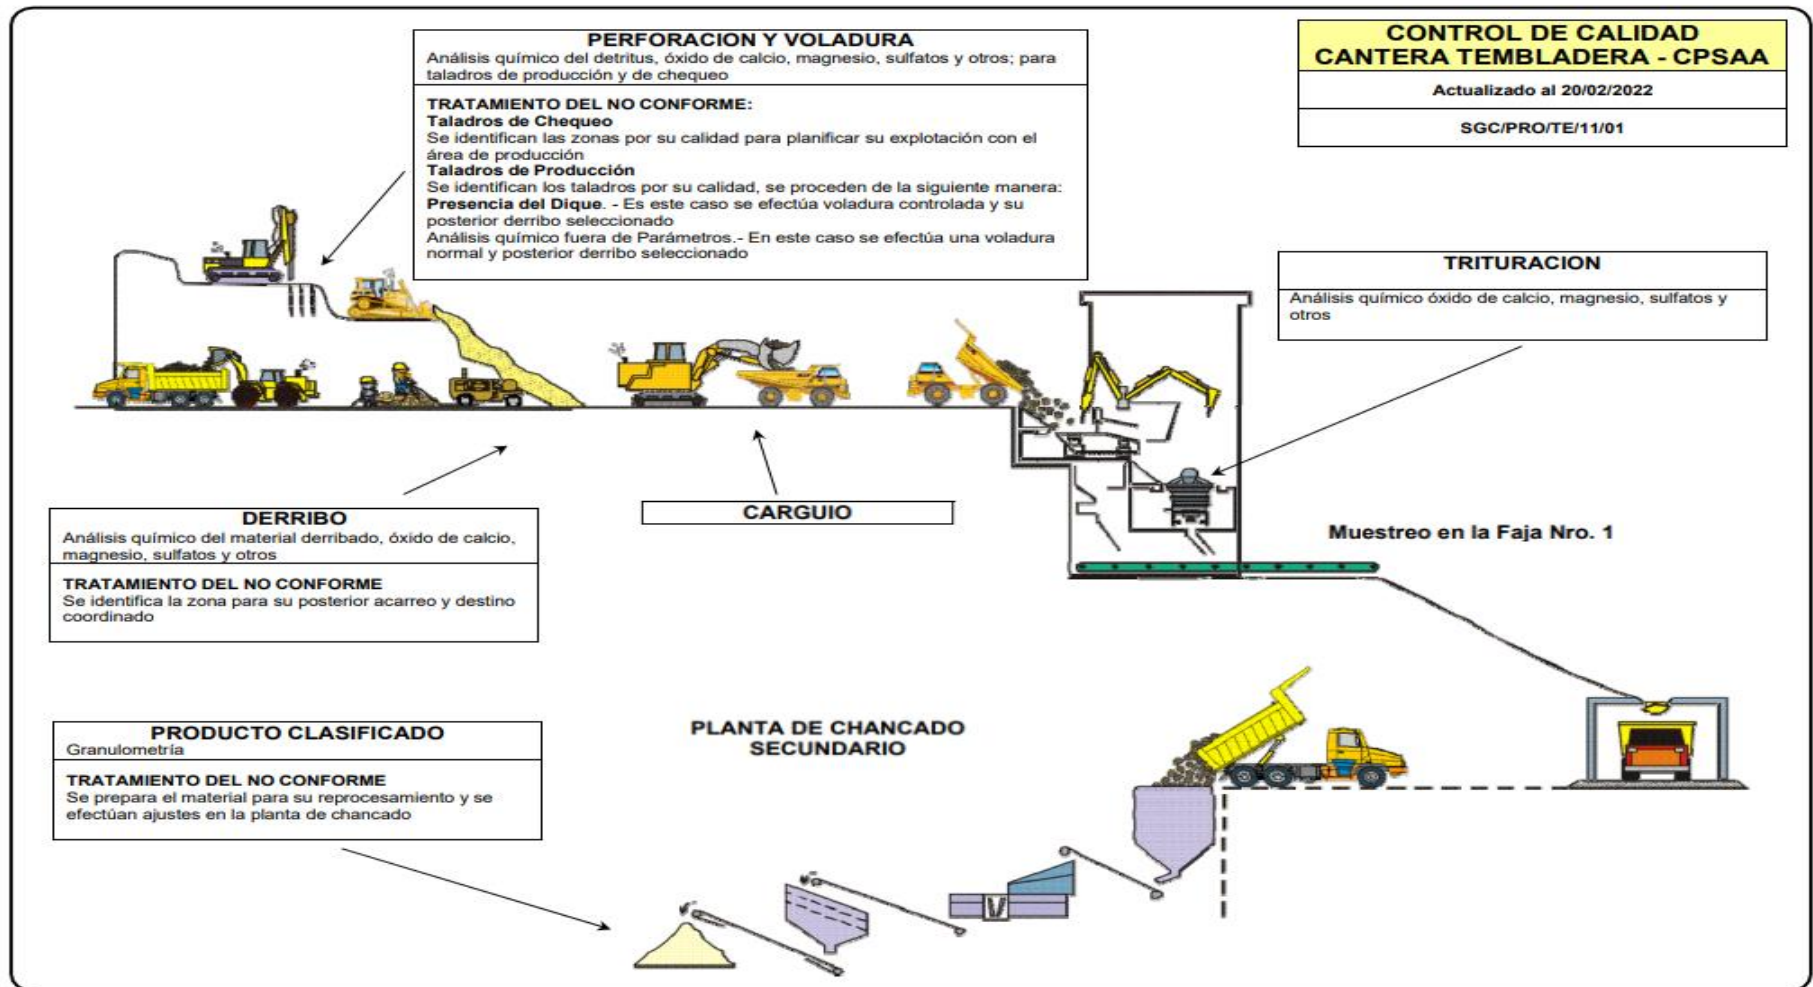 PERFORACION Y VOLADURA
Análisis químico del detritus, óxido de calcio, magnesio, sulfatos y otros; para
taladros de producción y de chequeo
TRATAMIENTO DEL NO CONFORME:
Taladros de Chequeo
Se identifican las zonas por su calidad para planificar su explotación con el
área de producción
Taladros de Producción
Se identifican los taladros por su calidad, se proceden de la siguiente manera:
Presencia del Dique. - Es este caso se efectúa voladura controlada y su
posterior derribo seleccionado
Análisis químico fuera de Parámetros.- En este caso se efectúa una voladura
normal y posterior derribo seleccionado
CONTROL DE CALIDAD
CANTERA TEMBLADERA - CPSAA
Actualizado al 20/02/2022
SGC/PRO/TE/11/01
TRITURACION
Análisis químico óxido de calcio, magnesio, sulfatos y
otros
DERRIBO
Análisis químico del material derribado, óxido de calcio,
magnesio, sulfatos y otros
TRATAMIENTO DEL NO CONFORME
Se identifica la zona para su posterior acarreo y destino
coordinado
CARGUIO
Muestreo en la Faja Nro. 1
PRODUCTO CLASIFICADO
Granulometría
TRATAMIENTO DEL NO CONFORME
Se prepara el material para su reprocesamiento y se
efectúan ajustes en la planta de chancado
PLANTA DE CHANCADO
SECUNDARIO